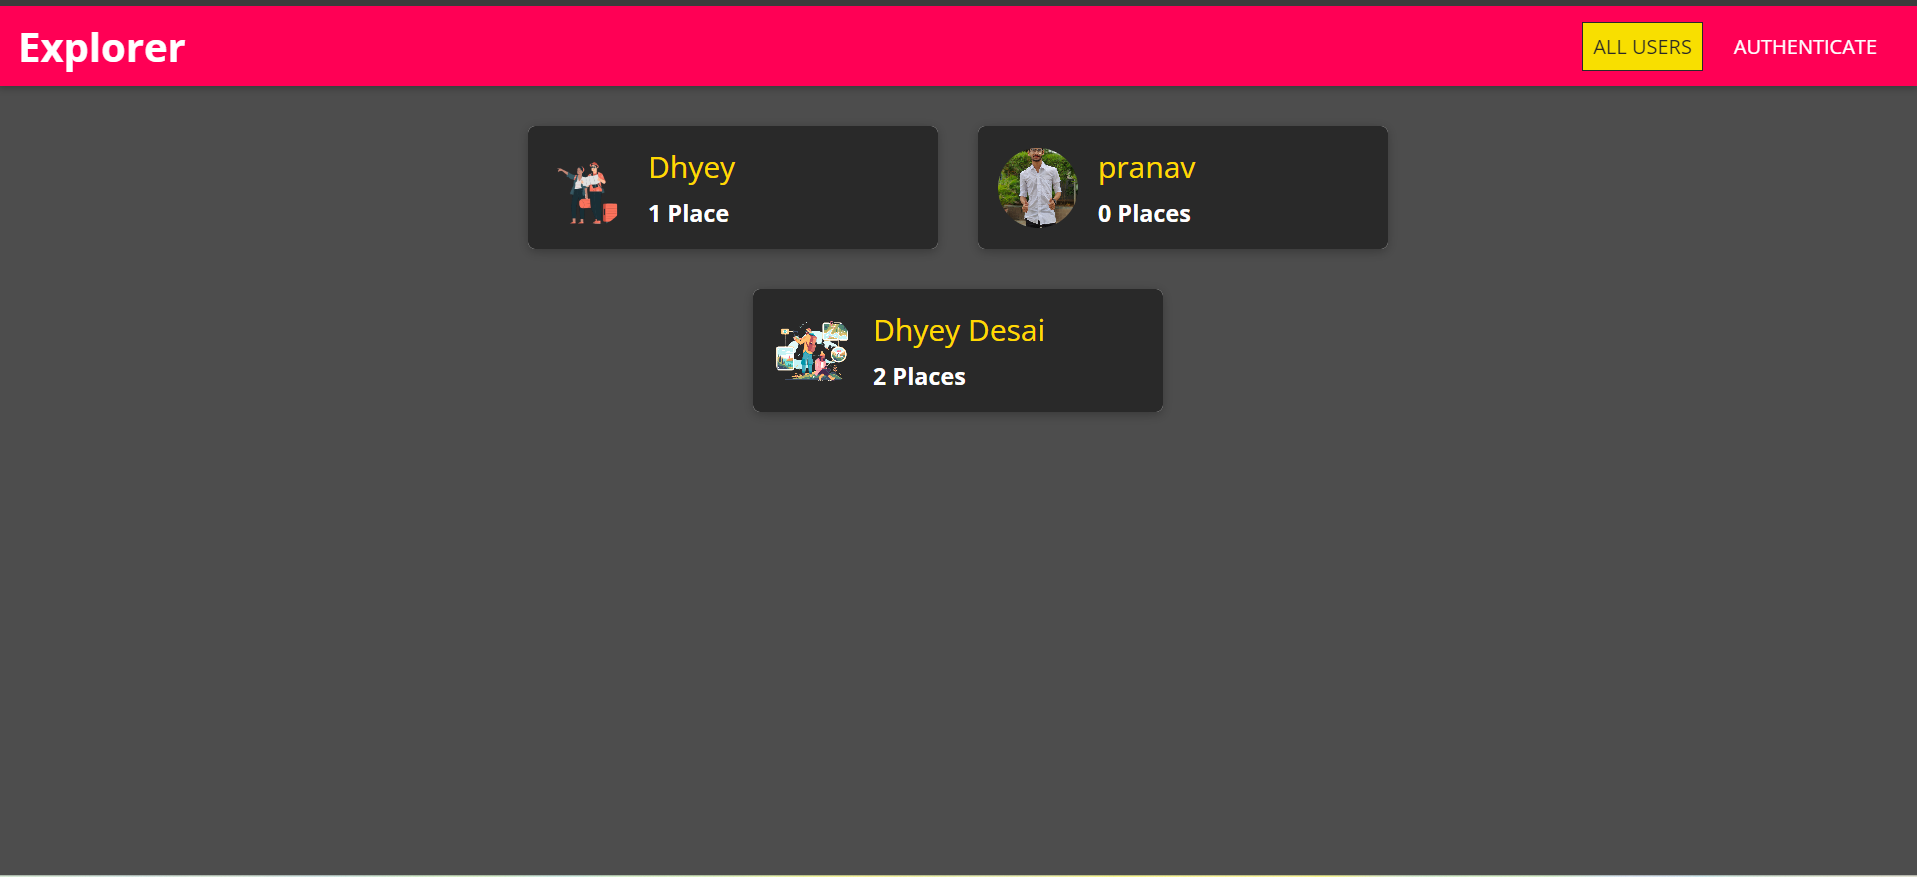 Explorer
ALL USERS
AUTHENTICATE
Dhyey
1 Place
pranav
0 Places
Dhyey Desai
2 Places